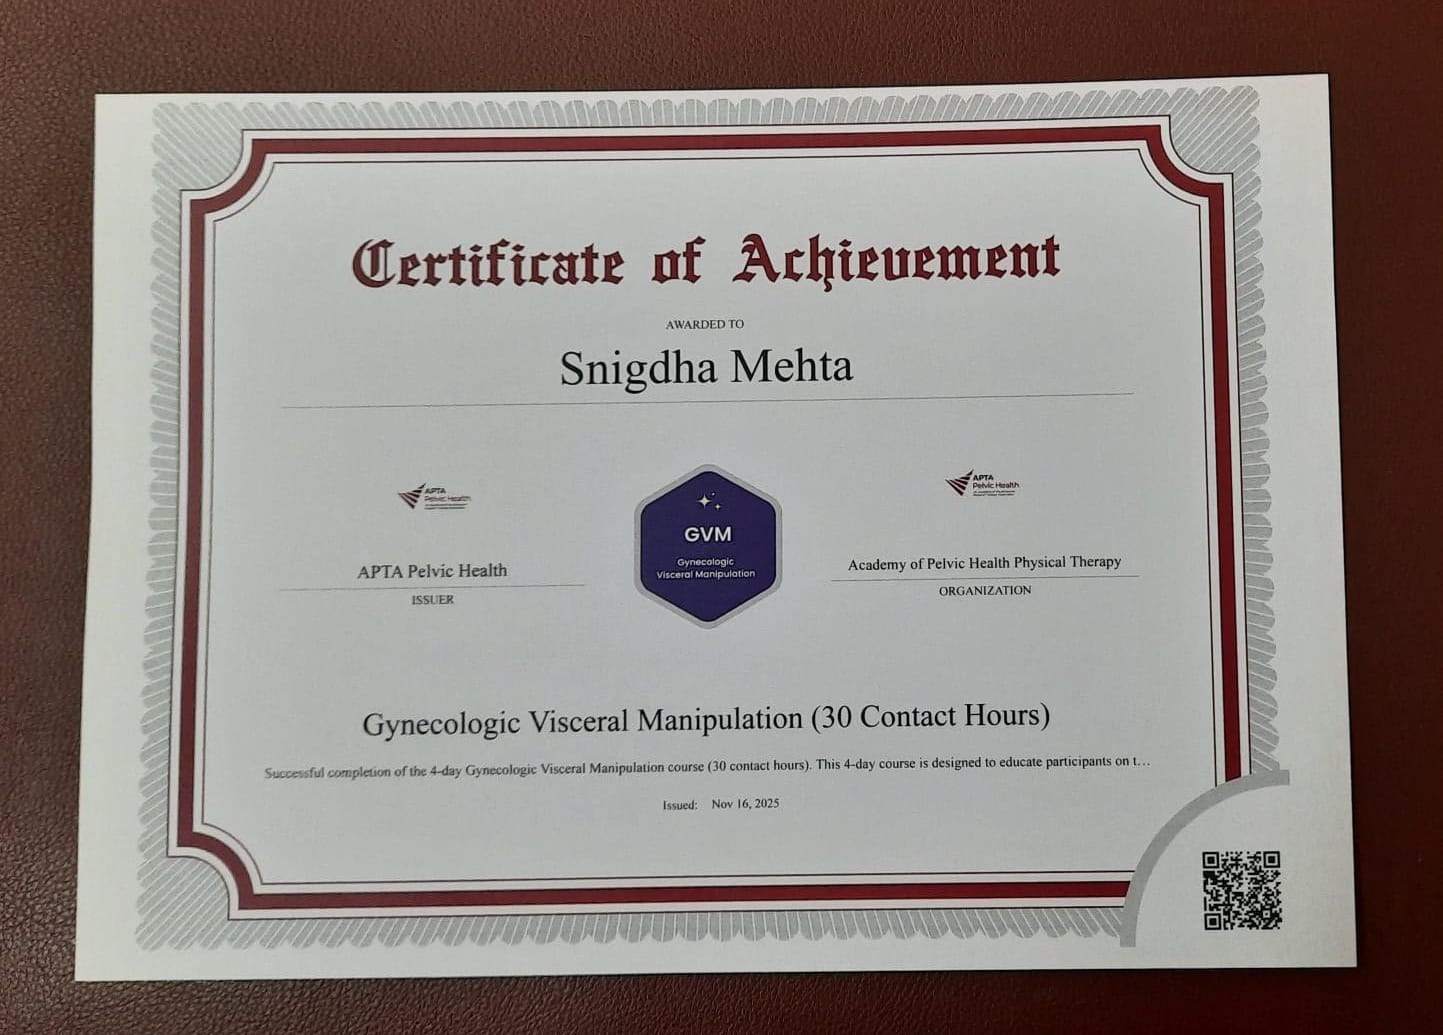 Certificate of Achievement
AWARDED TO
Snigdha Mehta
APTA
Pelvic Health
APTA
Pelvic Health
GVM
Gynecologic
Visceral Manipulation
APTA Pelvic Health
ISSUER
Academy of Pelvic Health Physical Therapy
ORGANIZATION
Gynecologic Visceral Manipulation (30 Contact Hours)
Successful completion of the 4-day Gynecologic Visceral Manipulation course (30 contact hours). This 4-day course is designed to educate participants on t...
Issued: Nov 16, 2025